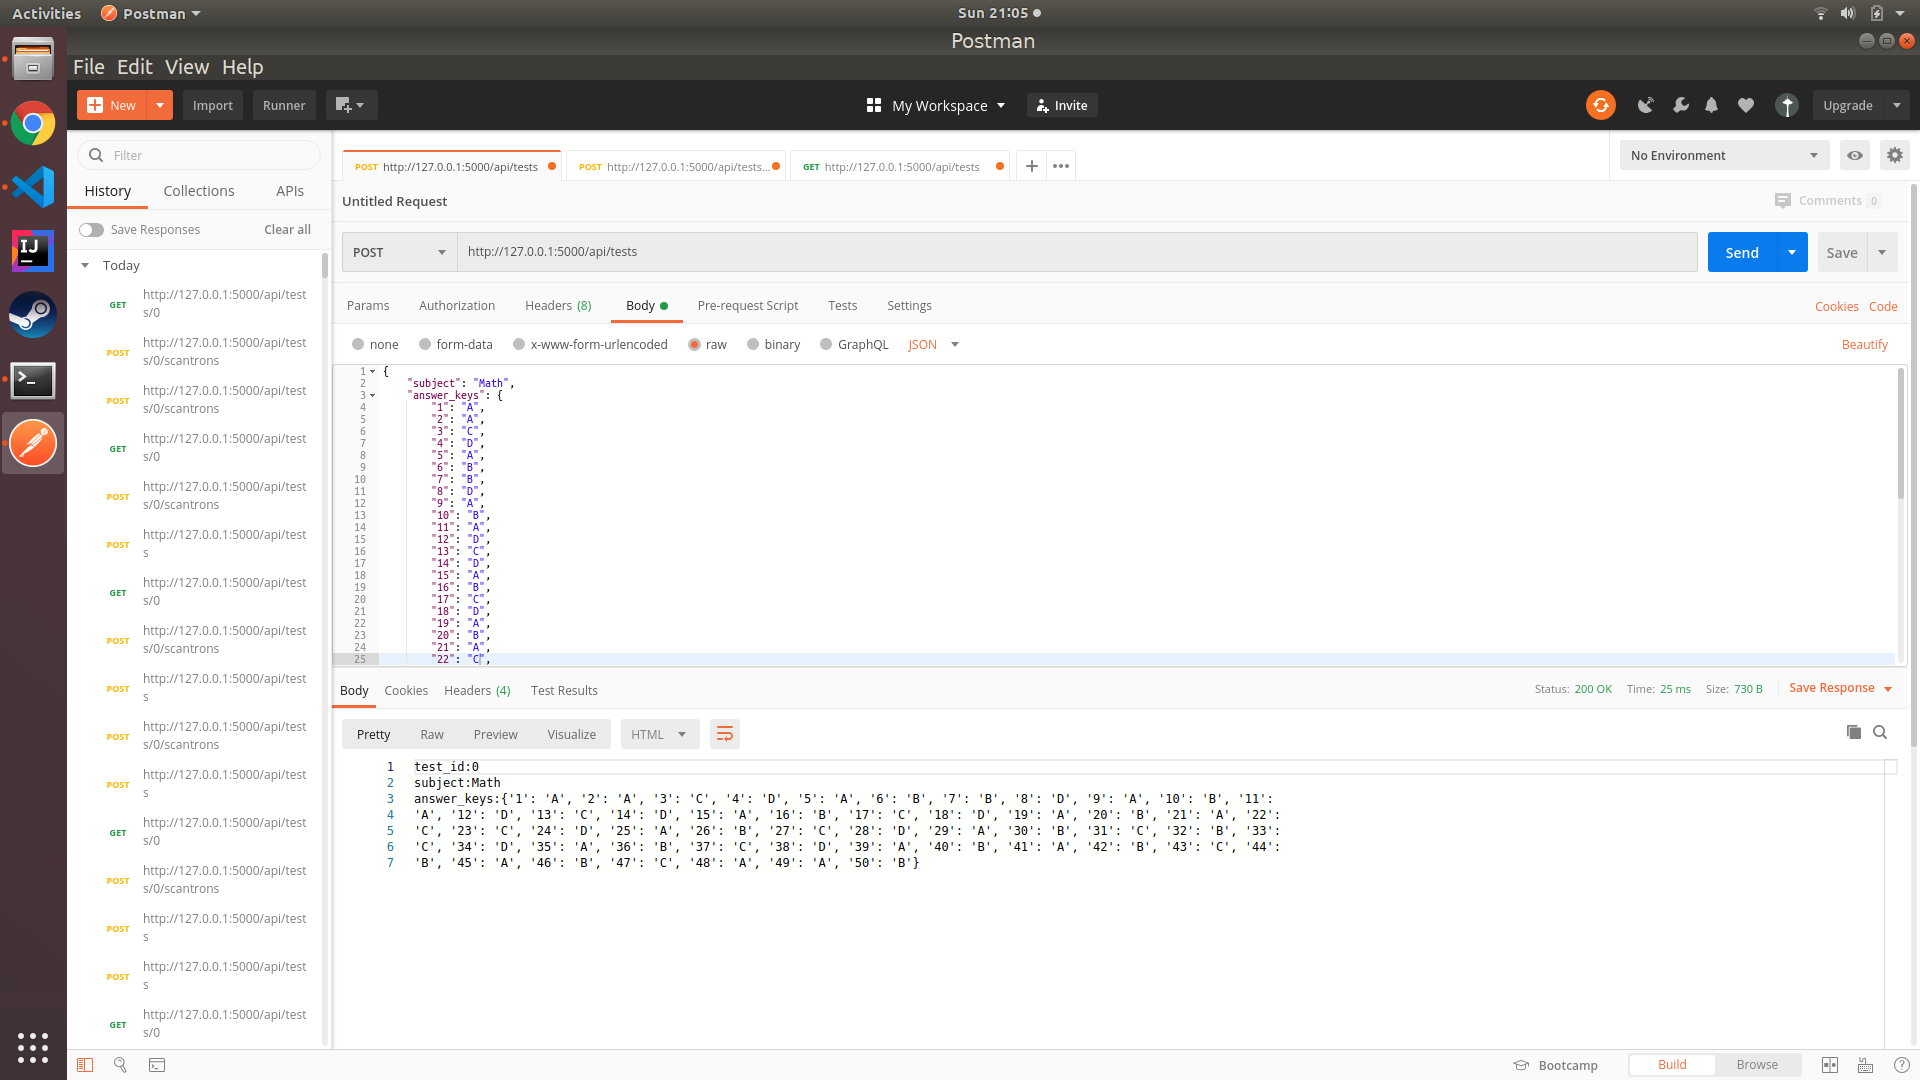 Activities
Postman
Sun 21:05
Postman
File Edit View Help
New
Import
Runner
My Workspace
Invite
Upgrade
Filter
History
Collections
APIs
Save Responses
Clear all
Today
GET http://127.0.0.1:5000/api/test
s/0
POST http://127.0.0.1:5000/api/test
s/0/scantrons
POST http://127.0.0.1:5000/api/test
s/0/scantrons
GET http://127.0.0.1:5000/api/test
s/0
POST http://127.0.0.1:5000/api/test
s/0/scantrons
POST http://127.0.0.1:5000/api/test
s
GET http://127.0.0.1:5000/api/test
s/0
POST http://127.0.0.1:5000/api/test
s/0/scantrons
POST http://127.0.0.1:5000/api/test
s
POST http://127.0.0.1:5000/api/test
s/0/scantrons
POST http://127.0.0.1:5000/api/test
s
GET http://127.0.0.1:5000/api/test
s/0
POST http://127.0.0.1:5000/api/test
s/0/scantrons
POST http://127.0.0.1:5000/api/test
s
POST http://127.0.0.1:5000/api/test
s
GET http://127.0.0.1:5000/api/test
s/0
POST http://127.0.0.1:5000/api/tests
POST http://127.0.0.1:5000/api/tests...
GET http://127.0.0.1:5000/api/tests
No Environment
Untitled Request
Comments 0
POST
http://127.0.0.1:5000/api/tests
Send
Save
Params
Authorization
Headers (8)
Body
Pre-request Script
Tests
Settings
Cookies
Code
none
form-data
x-www-form-urlencoded
raw
binary
GraphQL
JSON
Beautify
1 {
2 "subject": "Math",
3 "answer_keys": {
4 "1": "A",
5 "2": "A",
6 "3": "C",
7 "4": "D",
8 "5": "A",
9 "6": "B",
10 "7": "B",
11 "8": "D",
12 "9": "A",
13 "10": "B",
14 "11": "A",
15 "12": "D",
16 "13": "C",
17 "14": "D",
18 "15": "A",
19 "16": "B",
20 "17": "C",
21 "18": "D",
22 "19": "A",
23 "20": "B",
24 "21": "A",
25 "22": "C",
Body
Cookies
Headers (4)
Test Results
Status: 200 OK
Time: 25 ms
Size: 730 B
Save Response
Pretty
Raw
Preview
Visualize
HTML
1 test_id:0
2 subject:Math
3 answer_keys:{'1': 'A', '2': 'A', '3': 'C', '4': 'D', '5': 'A', '6': 'B', '7': 'B', '8': 'D', '9': 'A', '10': 'B', '11':
4 'A', '12': 'D', '13': 'C', '14': 'D', '15': 'A', '16': 'B', '17': 'C', '18': 'D', '19': 'A', '20': 'B', '21': 'A', '22':
5 'C', '23': 'C', '24': 'D', '25': 'A', '26': 'B', '27': 'C', '28': 'D', '29': 'A', '30': 'B', '31': 'C', '32': 'B', '33':
6 'C', '34': 'D', '35': 'A', '36': 'B', '37': 'C', '38': 'D', '39': 'A', '40': 'B', '41': 'A', '42': 'B', '43': 'C', '44':
7 'B', '45': 'A', '46': 'B', '47': 'C', '48': 'A', '49': 'A', '50': 'B'}
Bootcamp
Build
Browse
IJ